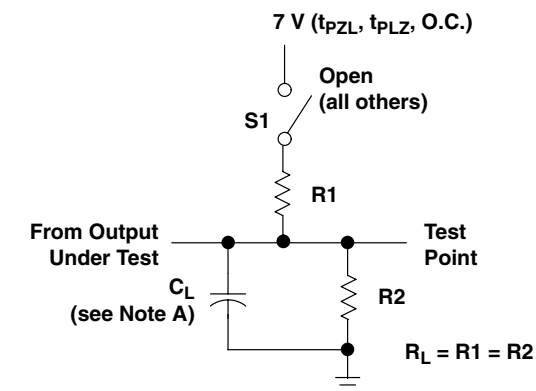 7 V (tPZL, tPLZ, O.C.)
Open
(all others)
S1
R1
From Output
Under Test
Test
Point
CL
(see Note A)
R2
RL = R1 = R2